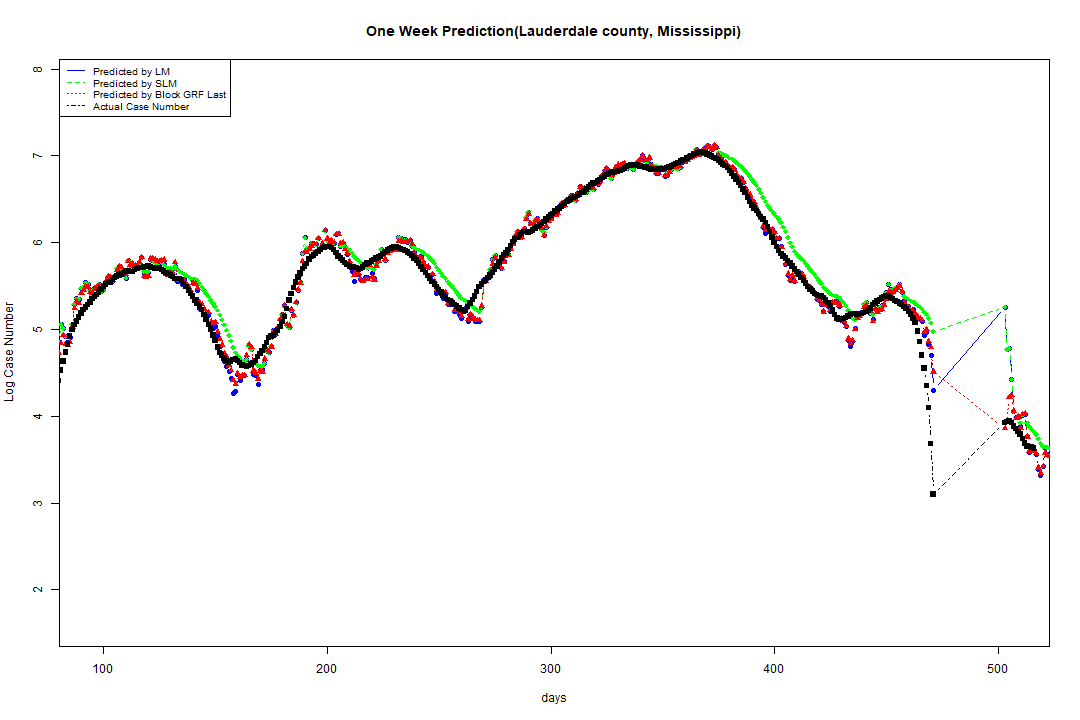 One Week Prediction(Lauderdale county, Mississippi)
Predicted by LM
Predicted by SLM
Predicted by Block GRF Last
Actual Case Number
8
7
6
5
4
3
2
Log Case Number
100
200
300
400
500
days